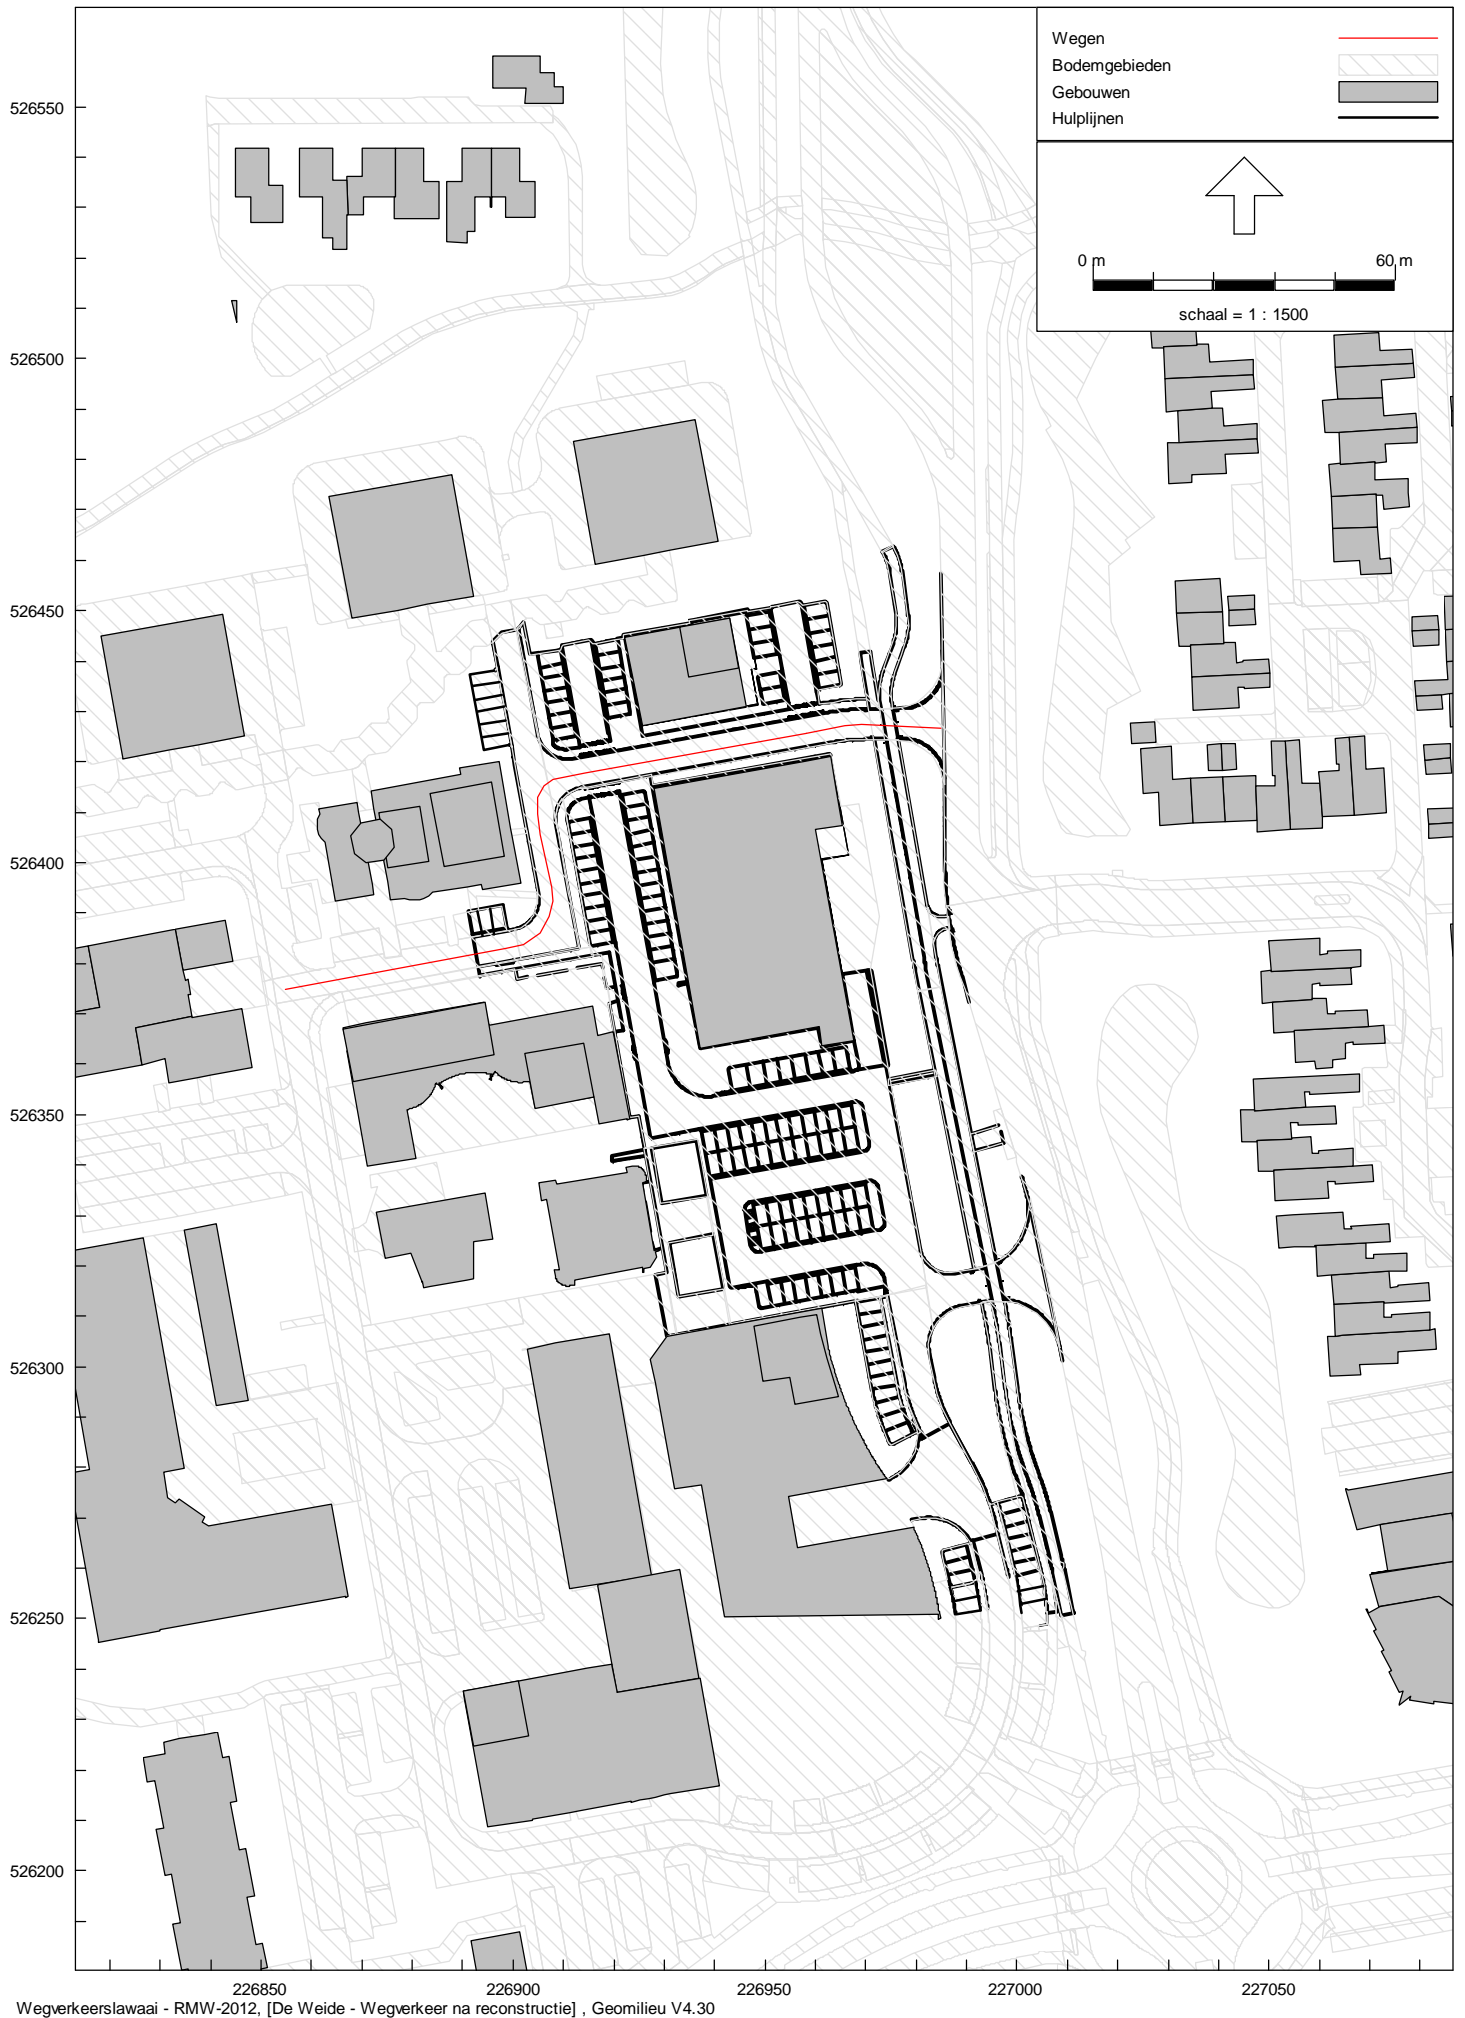 Wegen
Bodemgebieden
Gebouwen
Hulplijnen
0 m
60 m
schaal = 1 : 1500
526550
526500
526450
526400
526350
526300
526250
526200
226850
226900
226950
227000
227050
Wegverkeerslawaai - RMW-2012, [De Weide - Wegverkeer na reconstructie] , Geomilieu V4.30